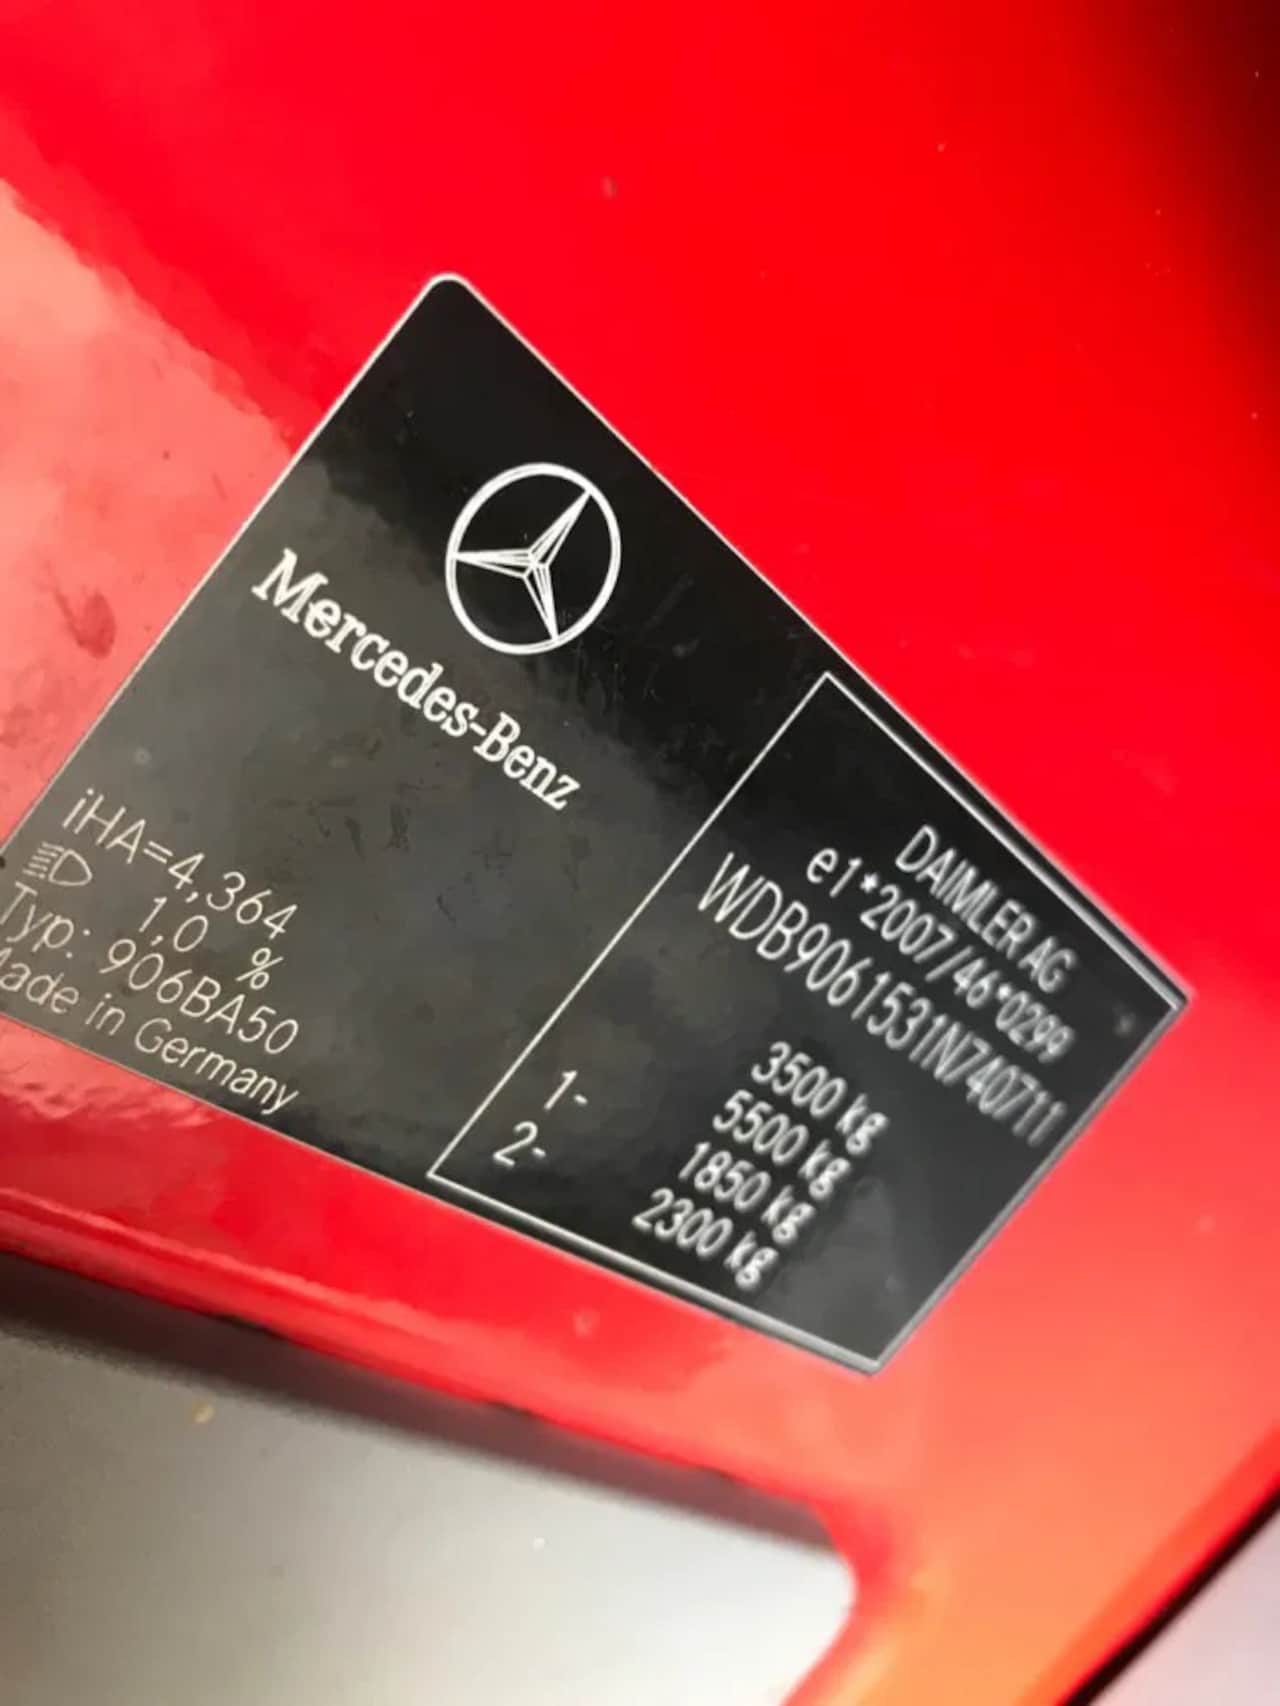 Mercedes-Benz
iHA=4,364
1,0 %
Typ: 906BA50
Made in Germany
DAIMLER AG
e1*2007/46*0299
WDB9061531N740711
3500 kg
5500 kg
1- 1850 kg
2- 2300 kg